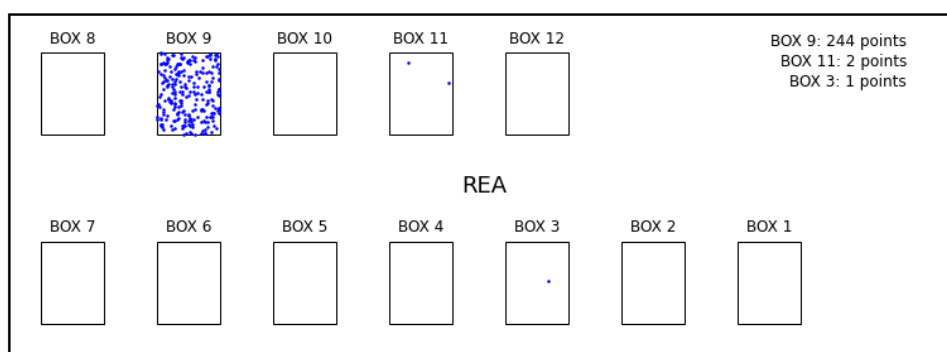 BOX 8 BOX 9 BOX 10 BOX 11 BOX 12
BOX 9: 244 points
BOX 11: 2 points
BOX 3: 1 points
REA
BOX 7 BOX 6 BOX 5 BOX 4 BOX 3 BOX 2 BOX 1